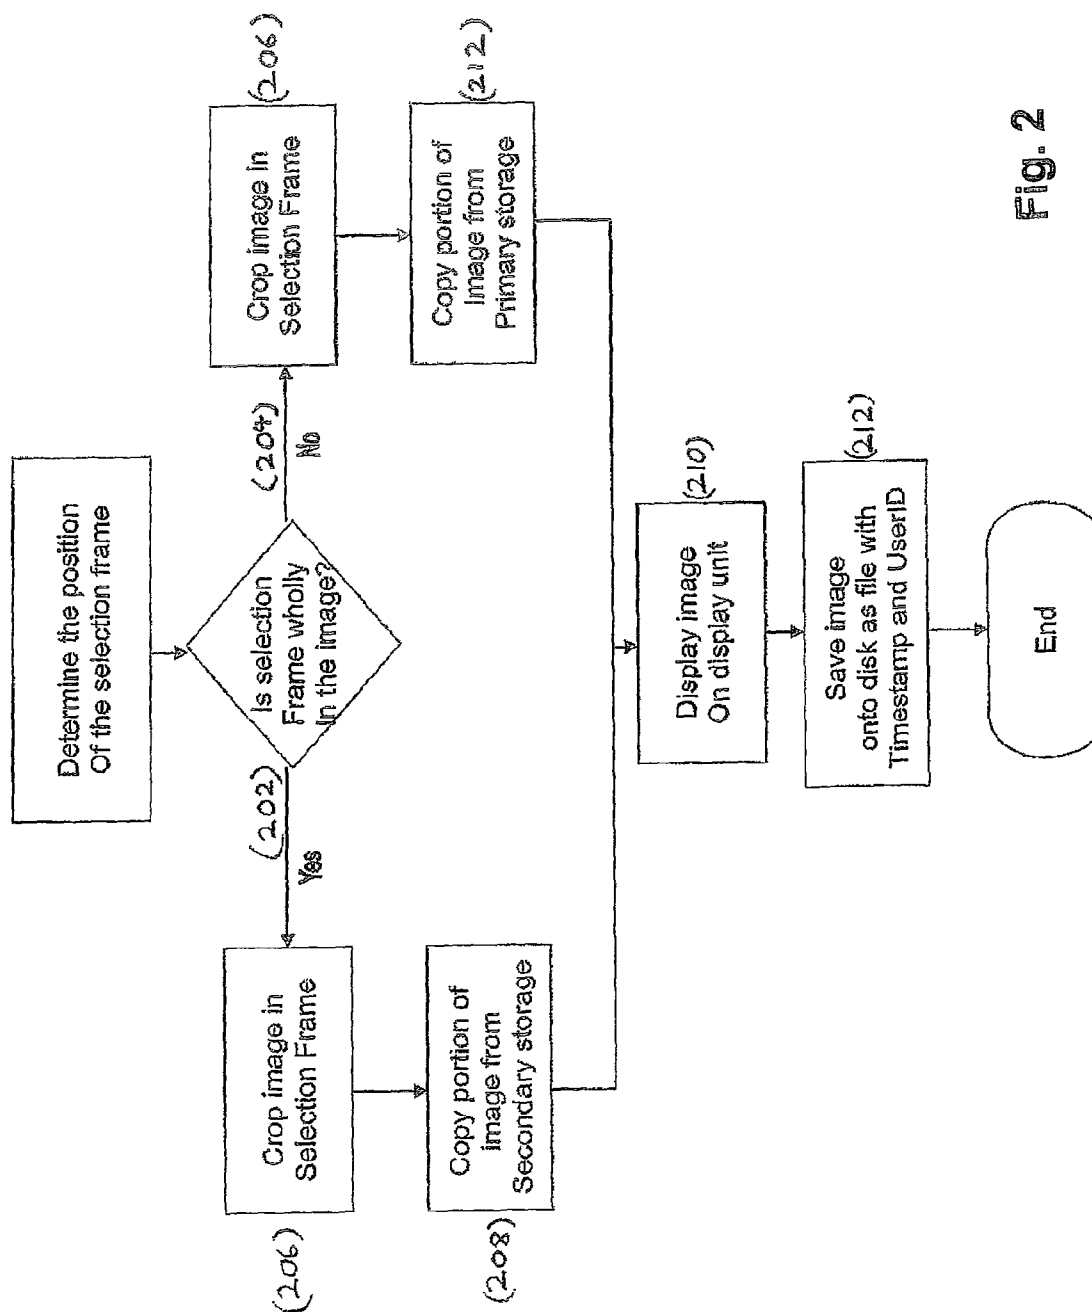 Determine the position
Of the selection frame
Is selection
Frame wholly
In the image?
(202)
Yes
(204)
No
(206)
Crop image in
Selection Frame
Crop image in
Selection Frame
(206)
(208)
Copy portion of
image from
Secondary storage
Copy portion of
Image from
Primary storage
(212)
Display image
On display unit
(210)
Save image
onto disk as file with
Timestamp and UserID
(212)
End
Fig. 2